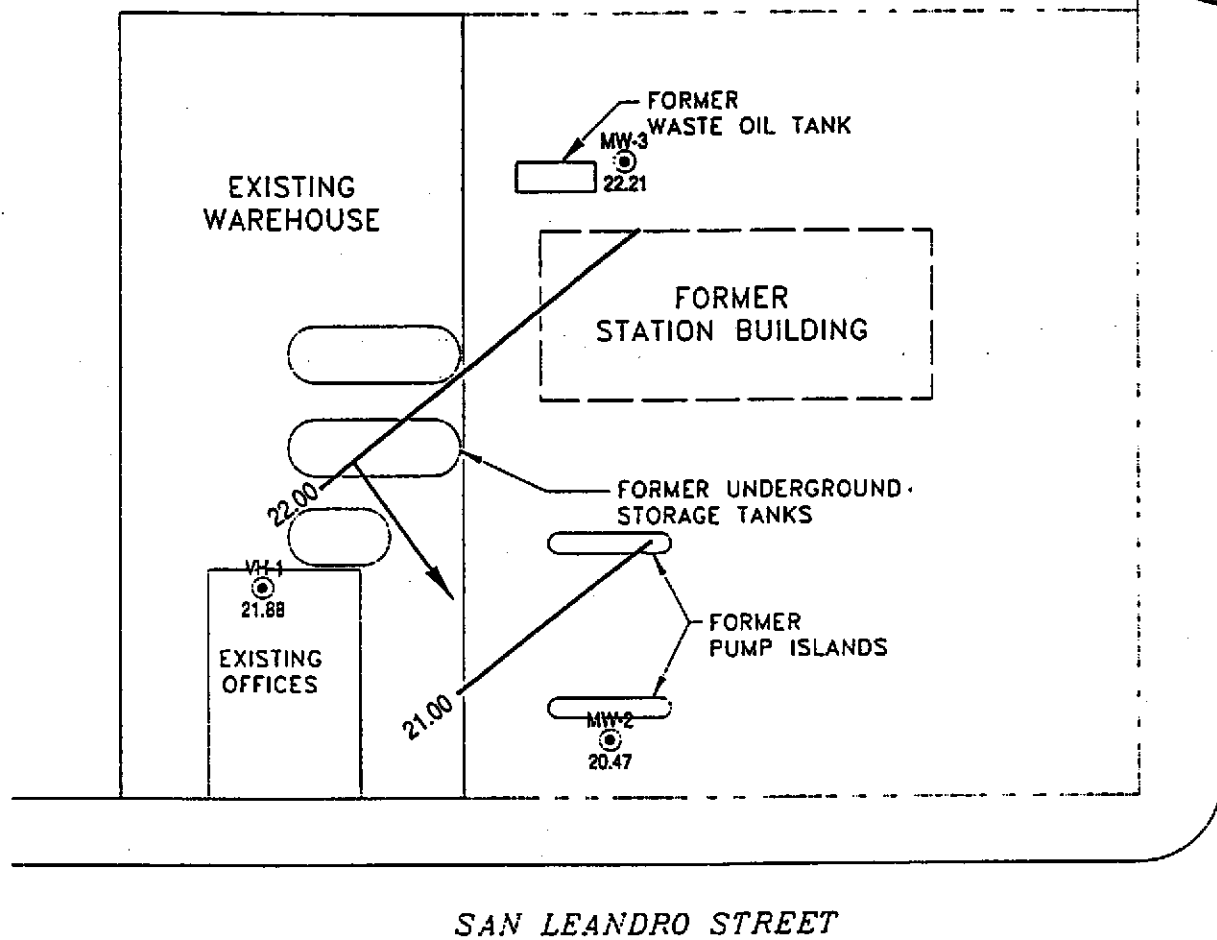 FORMER
WASTE OIL TANK
MW-3
22.21
EXISTING
WAREHOUSE
FORMER
STATION BUILDING
22.00
FORMER UNDERGROUND
STORAGE TANKS
VH-1
21.88
EXISTING
OFFICES
FORMER
PUMP ISLANDS
21.00
MW-2
20.47
SAN LEANDRO STREET